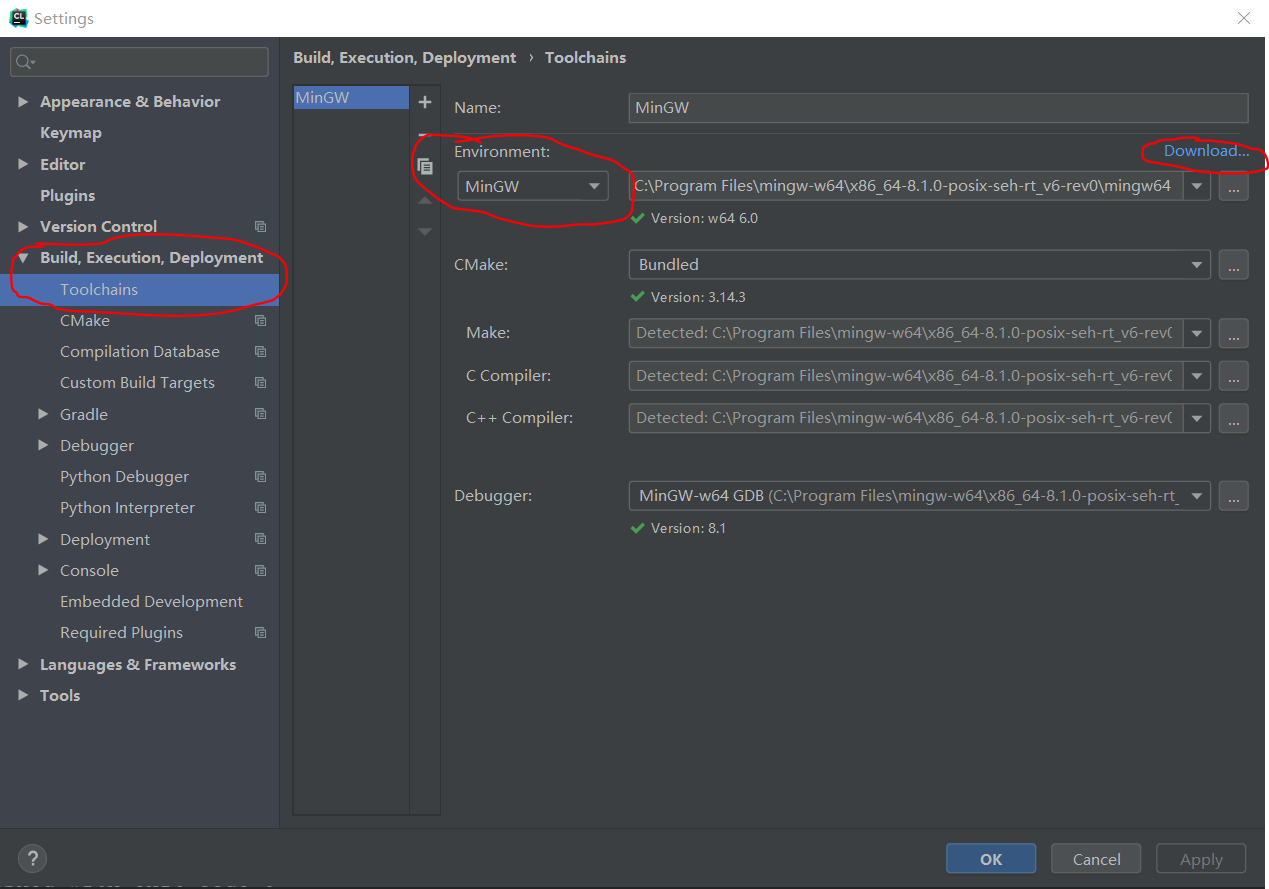 CL Settings
Build, Execution, Deployment › Toolchains
Appearance & Behavior
Keymap
Editor
Plugins
Version Control
Build, Execution, Deployment
Toolchains
CMake
Compilation Database
Custom Build Targets
Gradle
Debugger
Python Debugger
Python Interpreter
Deployment
Console
Embedded Development
Required Plugins
Languages & Frameworks
Tools
MinGW
Name: MinGW
Environment: Download...
MinGW C:\Program Files\mingw-w64\x86_64-8.1.0-posix-seh-rt_v6-rev0\mingw64 ...
Version: w64 6.0
CMake: Bundled ...
Version: 3.14.3
Make: Detected: C:\Program Files\mingw-w64\x86_64-8.1.0-posix-seh-rt_v6-rev0 ...
C Compiler: Detected: C:\Program Files\mingw-w64\x86_64-8.1.0-posix-seh-rt_v6-rev0 ...
C++ Compiler: Detected: C:\Program Files\mingw-w64\x86_64-8.1.0-posix-seh-rt_v6-rev0 ...
Debugger: MinGW-w64 GDB (C:\Program Files\mingw-w64\x86_64-8.1.0-posix-seh-rt_ ...
Version: 8.1
? OK Cancel Apply